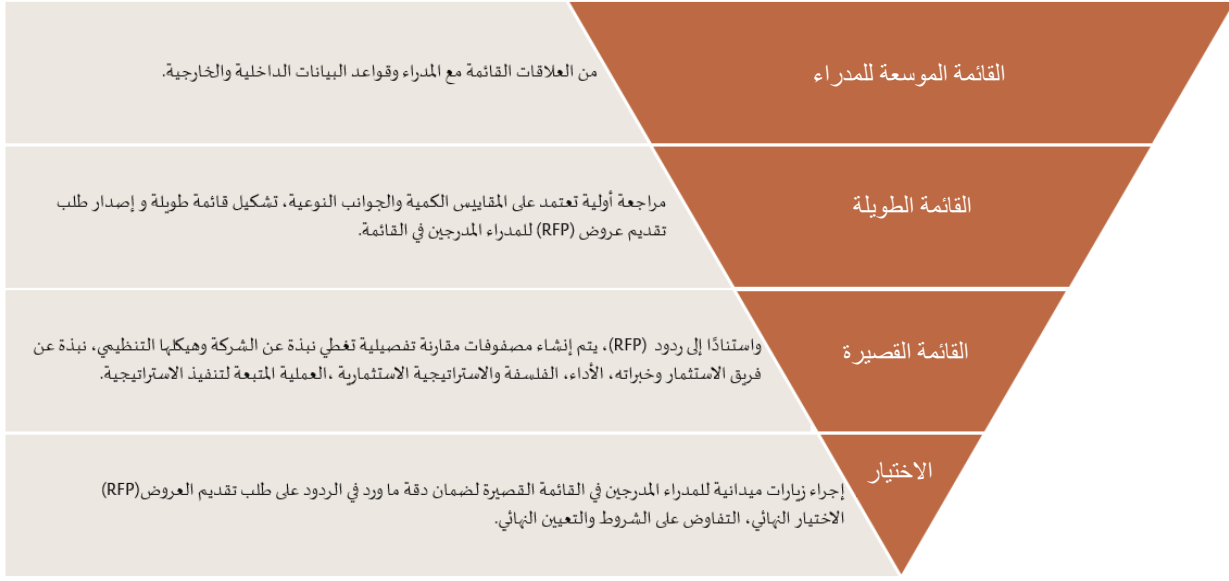 القائمة الموسعة للمدراء
من العلاقات القائمة مع المدراء وقواعد البيانات الداخلية والخارجية.
القائمة الطويلة
مراجعة أولية تعتمد على المقاييس الكمية والجوانب النوعية، تشكيل قائمة طويلة و إصدار طلب
تقديم عروض (RFP) للمدراء المدرجين في القائمة.
القائمة القصيرة
واستنادًا إلى ردود (RFP)، يتم إنشاء مصفوفات مقارنة تفصيلية تغطي نبذة عن الشركة وهيكلها التنظيمي، نبذة عن
فريق الاستثمار وخبراته، الأداء، الفلسفة والاستراتيجية الاستثمارية ،العملية المتبعة لتنفيذ الاستراتيجية.
الاختيار
إجراء زيارات ميدانية للمدراء المدرجين في القائمة القصيرة لضمان دقة ما ورد في الردود على طلب تقديم العروض(RFP)
الاختيار النهائي، التفاوض على الشروط والتعيين النهائي.